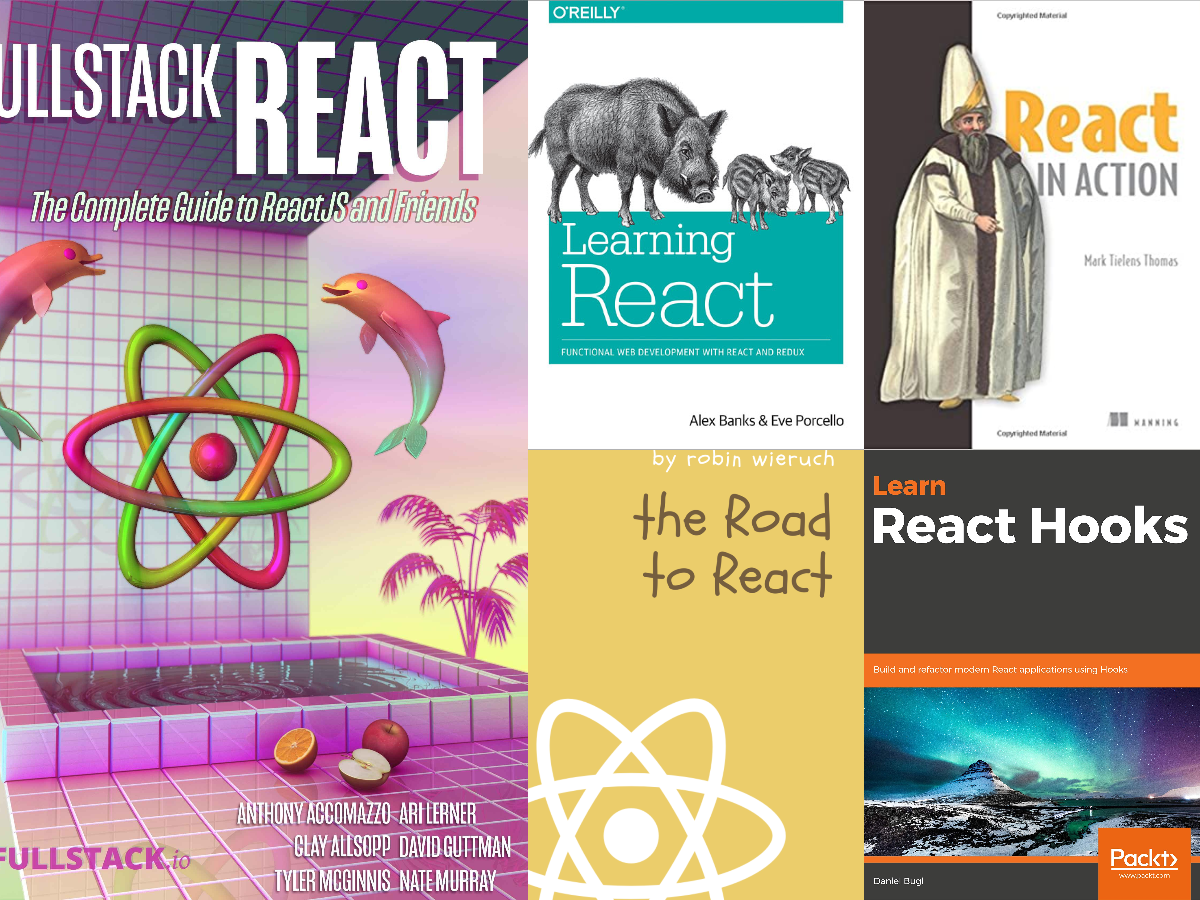 ULLSTACK REACT
The Complete Guide to ReactJS and Friends
ANTHONY ACCOMAZZO ARI LERNER
CLAY ALLSOPP DAVID GUTTMAN
TYLER MCGINNIS NATE MURRAY
FULLSTACK.io
O'REILLY®
Learning
React
FUNCTIONAL WEB DEVELOPMENT WITH REACT AND REDUX
Alex Banks & Eve Porcello
Copyrighted Material
React
IN ACTION
Mark Tielens Thomas
MANNING
Copyrighted Material
by robin wieruch
the Road
to React
Learn
React Hooks
Build and refactor modern React applications using Hooks
Daniel Bugl
Packt>
www.packt.com